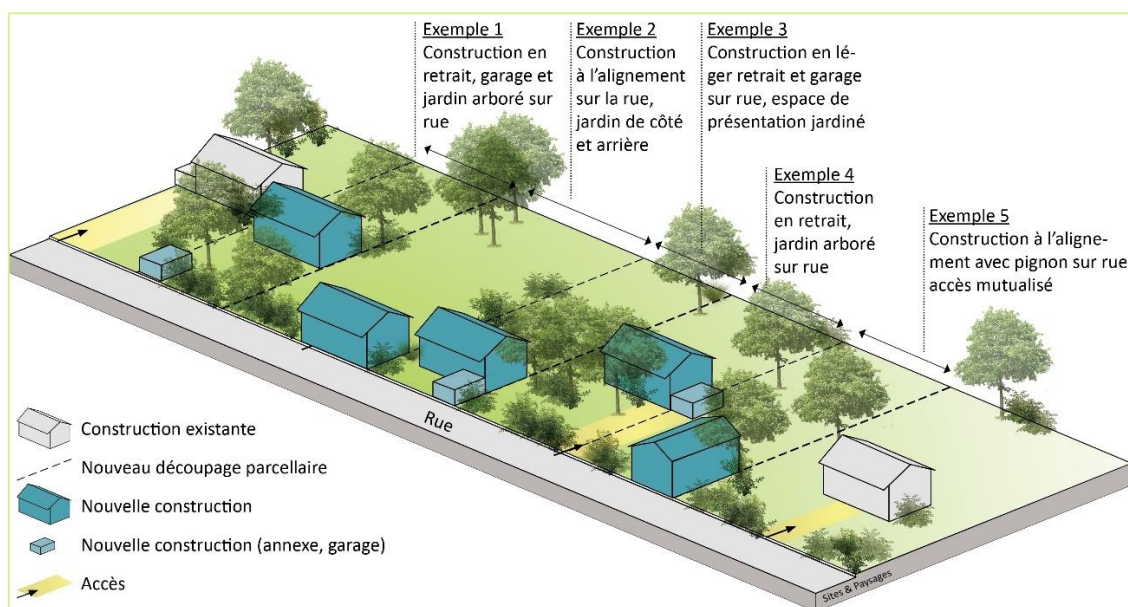 Exemple 1
Construction en
retrait, garage et
jardin arboré sur
rue
Exemple 2
Construction
à l’alignement
sur la rue,
jardin de côté
et arrière
Exemple 3
Construction en lé-
ger retrait et garage
sur rue, espace de
présentation jardiné
Exemple 4
Construction
en retrait,
jardin arboré
sur rue
Exemple 5
Construction à l’aligne-
ment avec pignon sur rue
accès mutualisé
Rue
Construction existante
Nouveau découpage parcellaire
Nouvelle construction
Nouvelle construction (annexe, garage)
Accès
Sites & Paysages